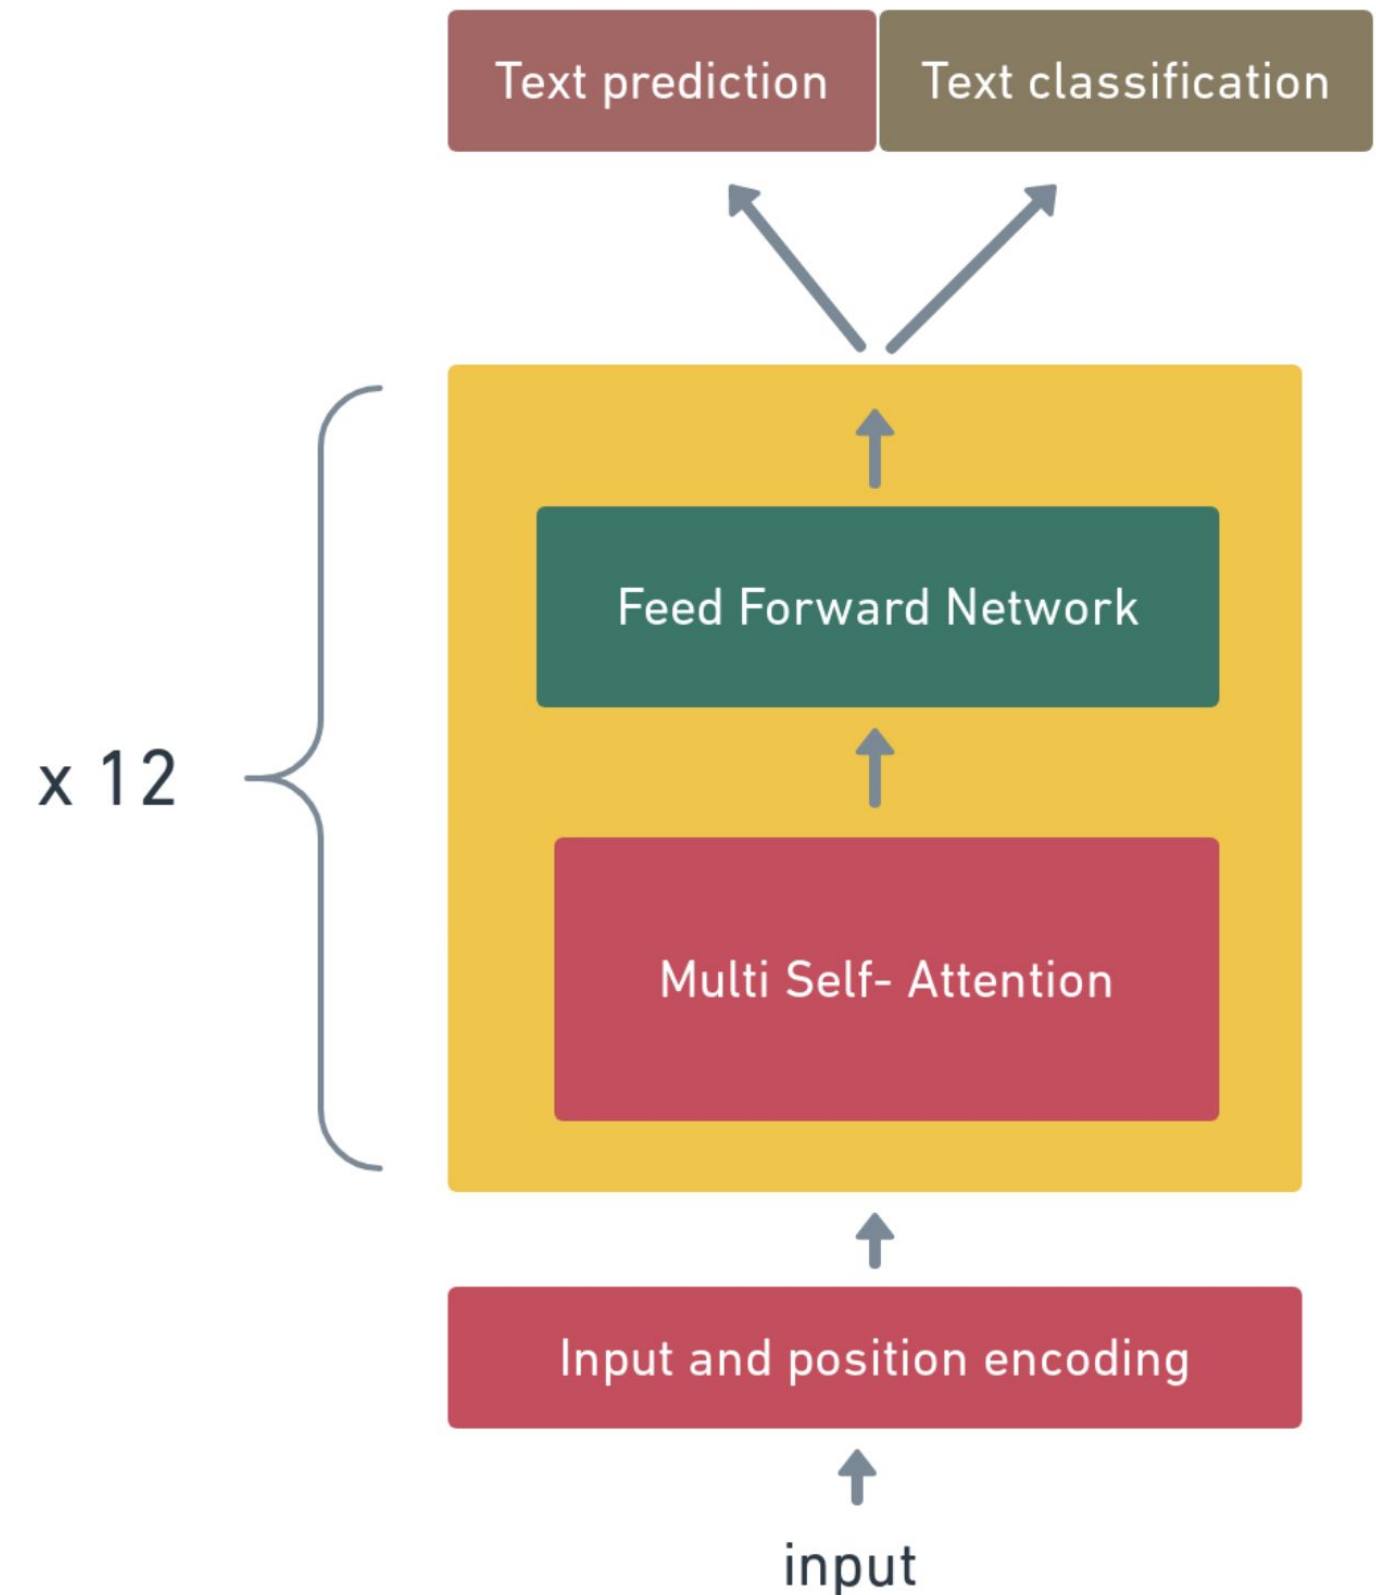 Text prediction
Text classification
Feed Forward Network
x 12
Multi Self- Attention
Input and position encoding
input